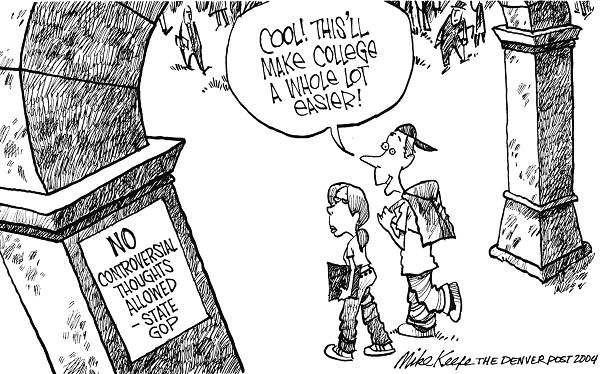 COOL! THIS'LL
MAKE COLLEGE
A WHOLE LOT
EASIER!
NO
CONTROVERSIAL
THOUGHTS
ALLOWED
– STATE
GOP
Mike Keefe THE DENVER POST 2004